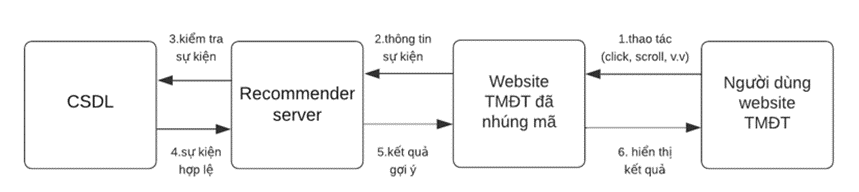 3.kiểm tra
sự kiện
2.thông tin
sự kiện
1.thao tác
(click, scroll, v.v)
CSDL
Recommender
server
Website
TMĐT đã
nhúng mã
Người dùng
website
TMĐT
4.sự kiện
hợp lệ
5.kết quả
gợi ý
6. hiển thị
kết quả